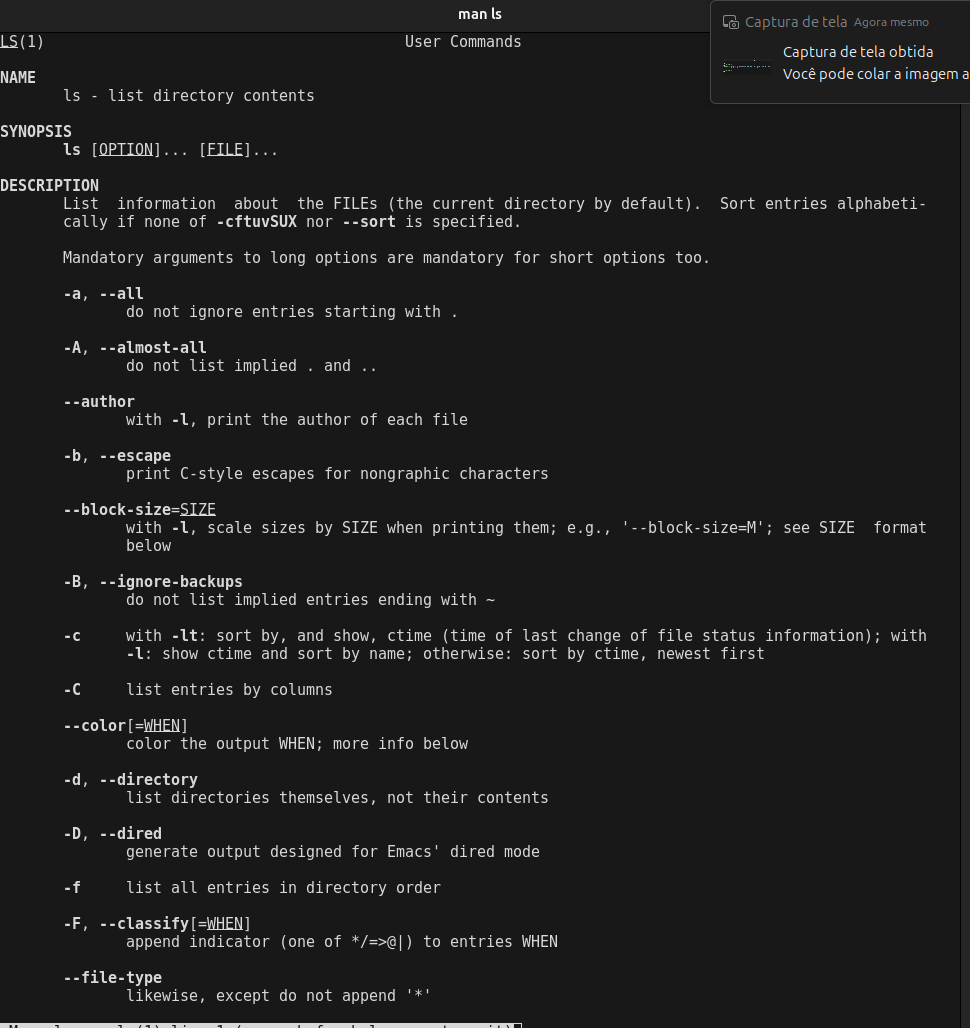 man ls
Captura de tela Agora mesmo
Captura de tela obtida
Você pode colar a imagem a
LS(1) User Commands
NAME
ls - list directory contents
SYNOPSIS
ls [OPTION]... [FILE]...
DESCRIPTION
List information about the FILEs (the current directory by default). Sort entries alphabeti-
cally if none of -cftuvSUX nor --sort is specified.
Mandatory arguments to long options are mandatory for short options too.
-a, --all
do not ignore entries starting with .
-A, --almost-all
do not list implied . and ..
--author
with -l, print the author of each file
-b, --escape
print C-style escapes for nongraphic characters
--block-size=SIZE
with -l, scale sizes by SIZE when printing them; e.g., '--block-size=M'; see SIZE format
below
-B, --ignore-backups
do not list implied entries ending with ~
-c with -lt: sort by, and show, ctime (time of last change of file status information); with
-l: show ctime and sort by name; otherwise: sort by ctime, newest first
-C list entries by columns
--color[=WHEN]
color the output WHEN; more info below
-d, --directory
list directories themselves, not their contents
-D, --dired
generate output designed for Emacs' dired mode
-f list all entries in directory order
-F, --classify[=WHEN]
append indicator (one of */=>@|) to entries WHEN
--file-type
likewise, except do not append '*'